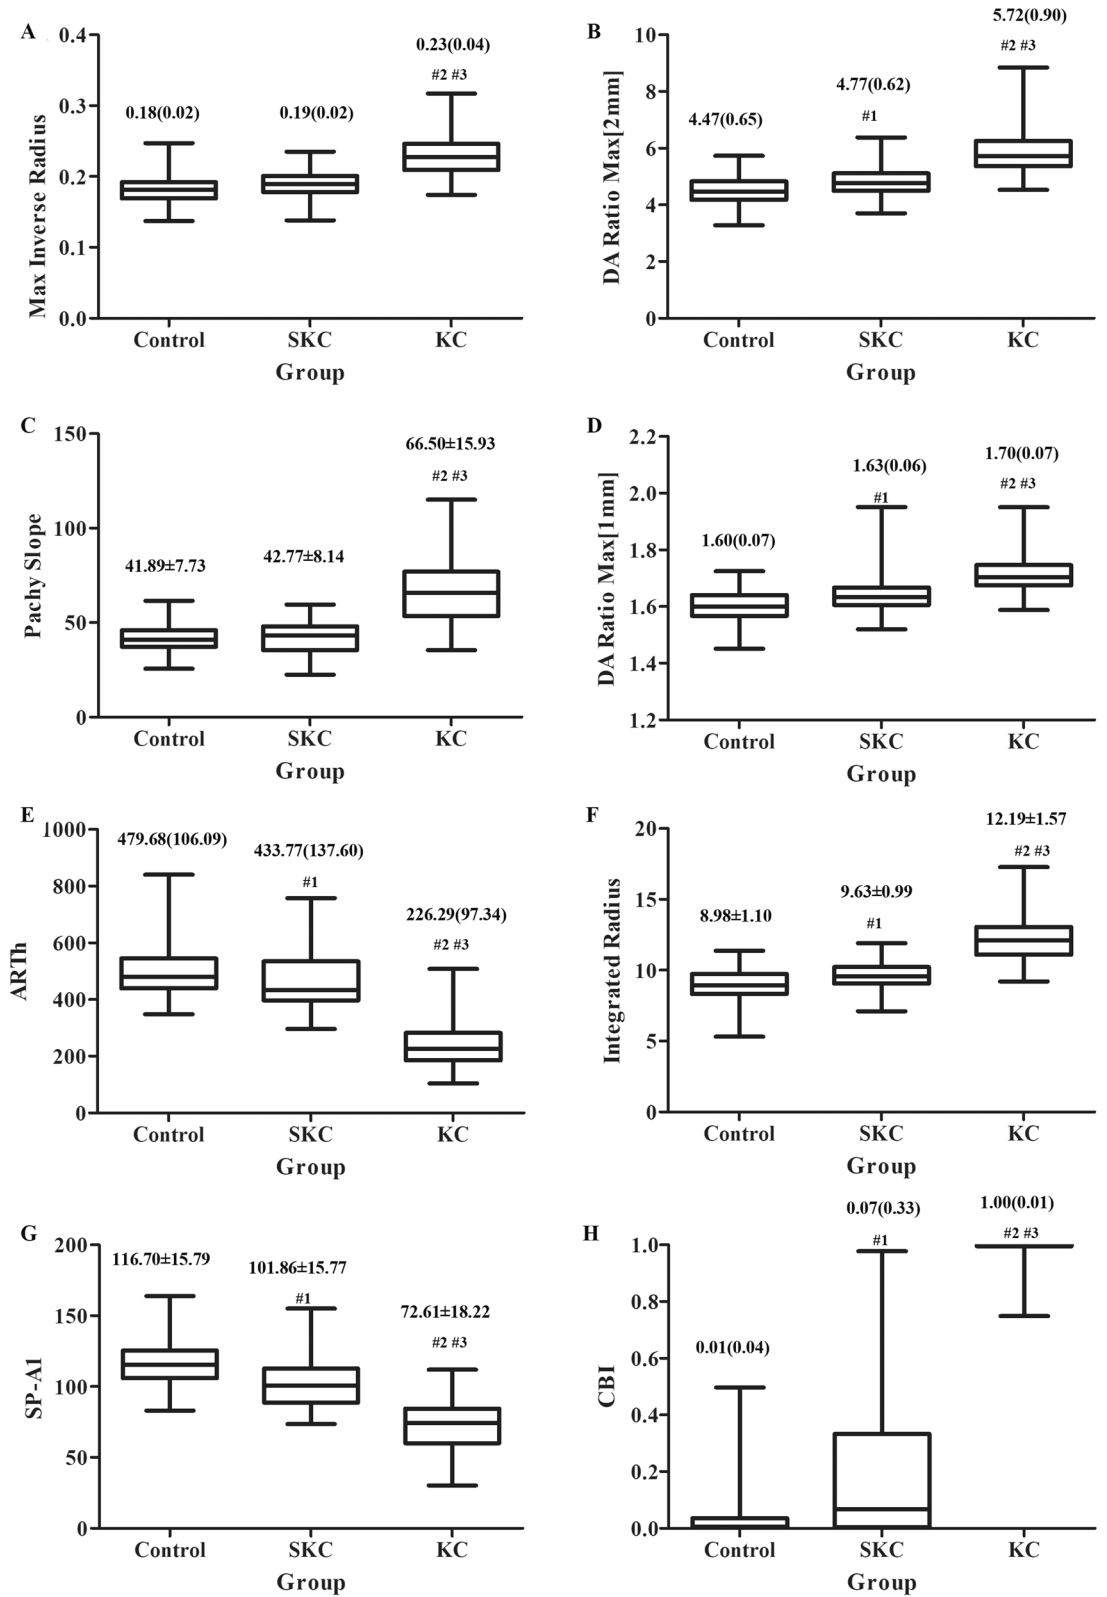 A
0.4
0.3
0.2
0.1
0.0
Max Inverse Radius
0.18(0.02)
0.19(0.02)
0.23(0.04)
#2 #3
Control
SKC
KC
Group
B
10
8
6
4
2
0
DA Ratio Max[2mm]
4.47(0.65)
4.77(0.62)
#1
5.72(0.90)
#2 #3
Control
SKC
KC
Group
C
150
100
50
0
Pachy Slope
41.89±7.73
42.77±8.14
66.50±15.93
#2 #3
Control
SKC
KC
Group
D
2.2
2.0
1.8
1.6
1.4
1.2
DA Ratio Max[1mm]
1.60(0.07)
1.63(0.06)
#1
1.70(0.07)
#2 #3
Control
SKC
KC
Group
E
1000
800
600
400
200
0
ARTh
479.68(106.09)
433.77(137.60)
#1
226.29(97.34)
#2 #3
Control
SKC
KC
Group
F
20
15
10
5
0
Integrated Radius
8.98±1.10
9.63±0.99
#1
12.19±1.57
#2 #3
Control
SKC
KC
Group
G
200
150
100
50
0
SP-A1
116.70±15.79
101.86±15.77
#1
72.61±18.22
#2 #3
Control
SKC
KC
Group
H
1.0
0.8
0.6
0.4
0.2
0.0
CBI
0.01(0.04)
0.07(0.33)
#1
1.00(0.01)
#2 #3
Control
SKC
KC
Group